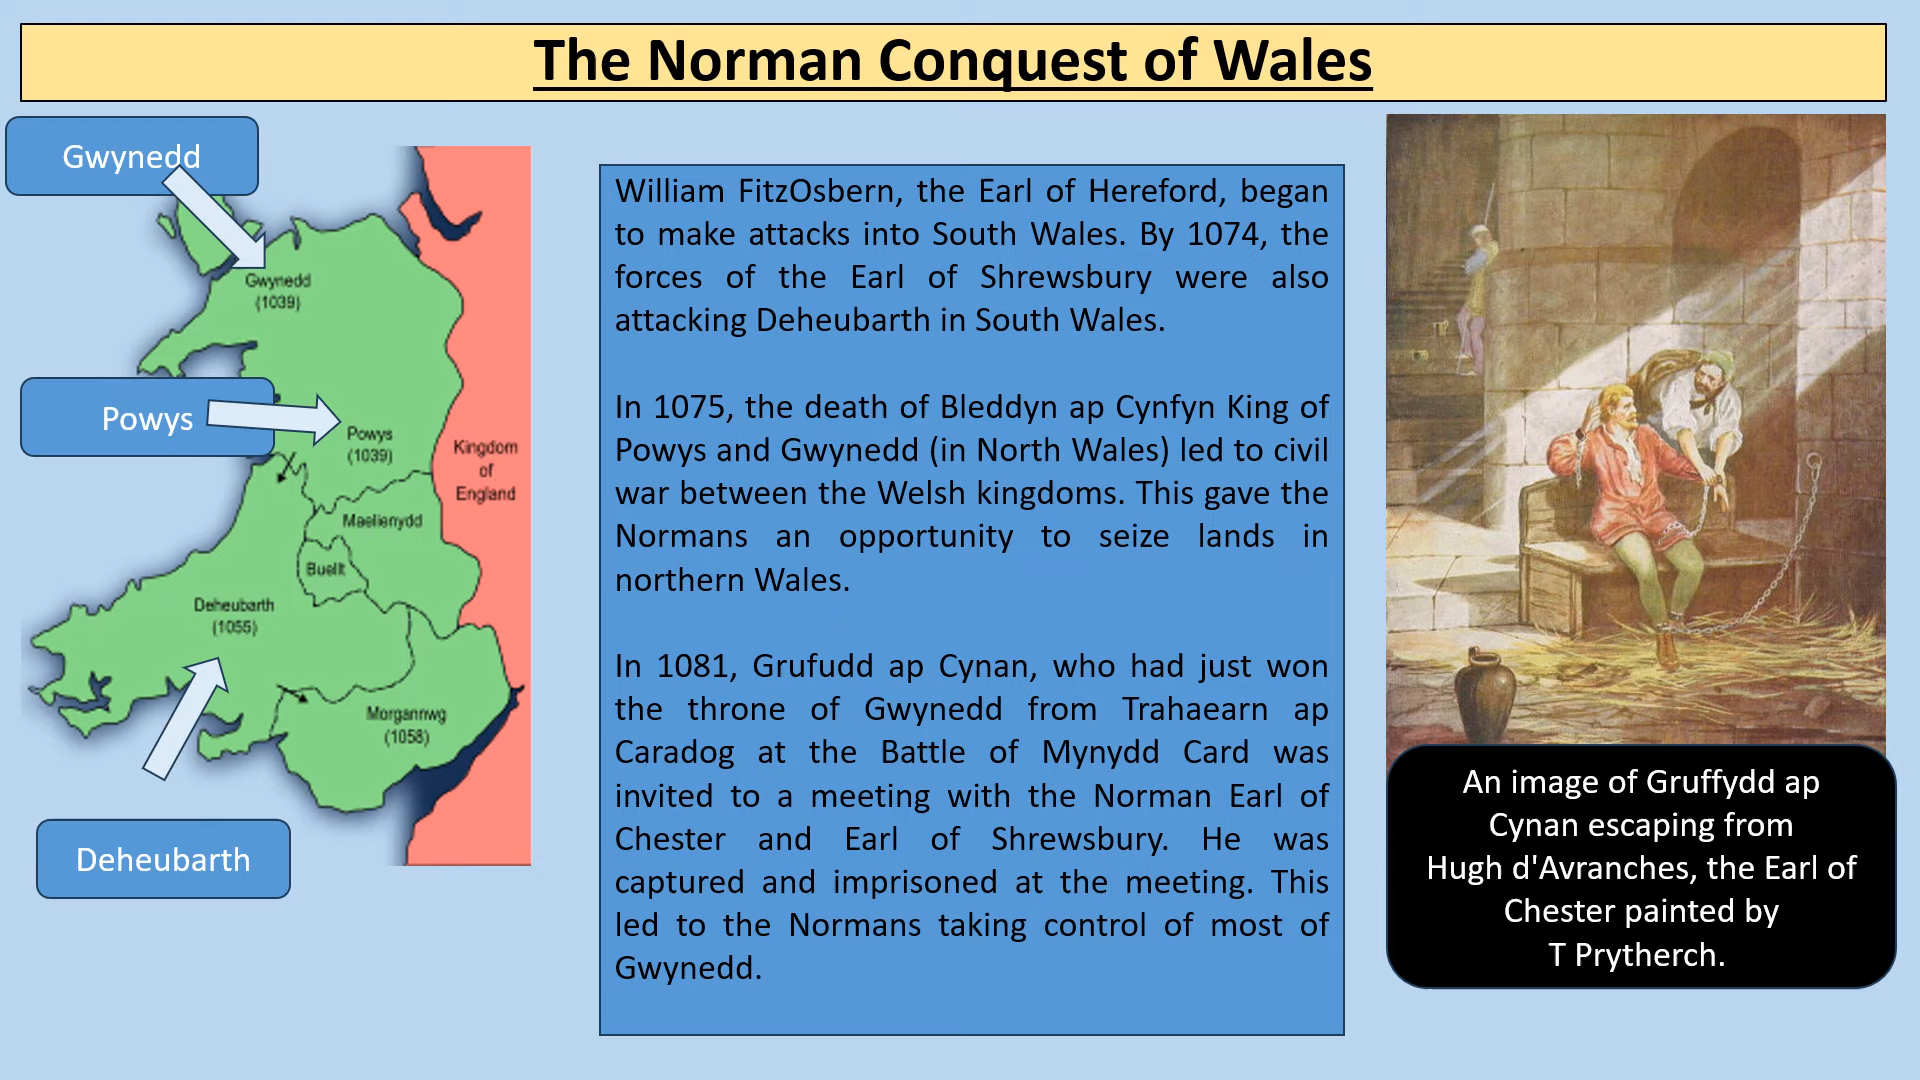 The Norman Conquest of Wales
Gwynedd
Gwynedd
(1039)
Powys
Powys
(1039)
Kingdom
of
England
Maelienydd
Buellt
Deheubarth
(1055)
Morgannwg
(1058)
Deheubarth
William FitzOsbern, the Earl of Hereford, began
to make attacks into South Wales. By 1074, the
forces of the Earl of Shrewsbury were also
attacking Deheubarth in South Wales.
In 1075, the death of Bleddyn ap Cynfyn King of
Powys and Gwynedd (in North Wales) led to civil
war between the Welsh kingdoms. This gave the
Normans an opportunity to seize lands in
northern Wales.
In 1081, Grufudd ap Cynan, who had just won
the throne of Gwynedd from Trahaearn ap
Caradog at the Battle of Mynydd Card was
invited to a meeting with the Norman Earl of
Chester and Earl of Shrewsbury. He was
captured and imprisoned at the meeting. This
led to the Normans taking control of most of
Gwynedd.
An image of Gruffydd ap
Cynan escaping from
Hugh d'Avranches, the Earl of
Chester painted by
T Prytherch.